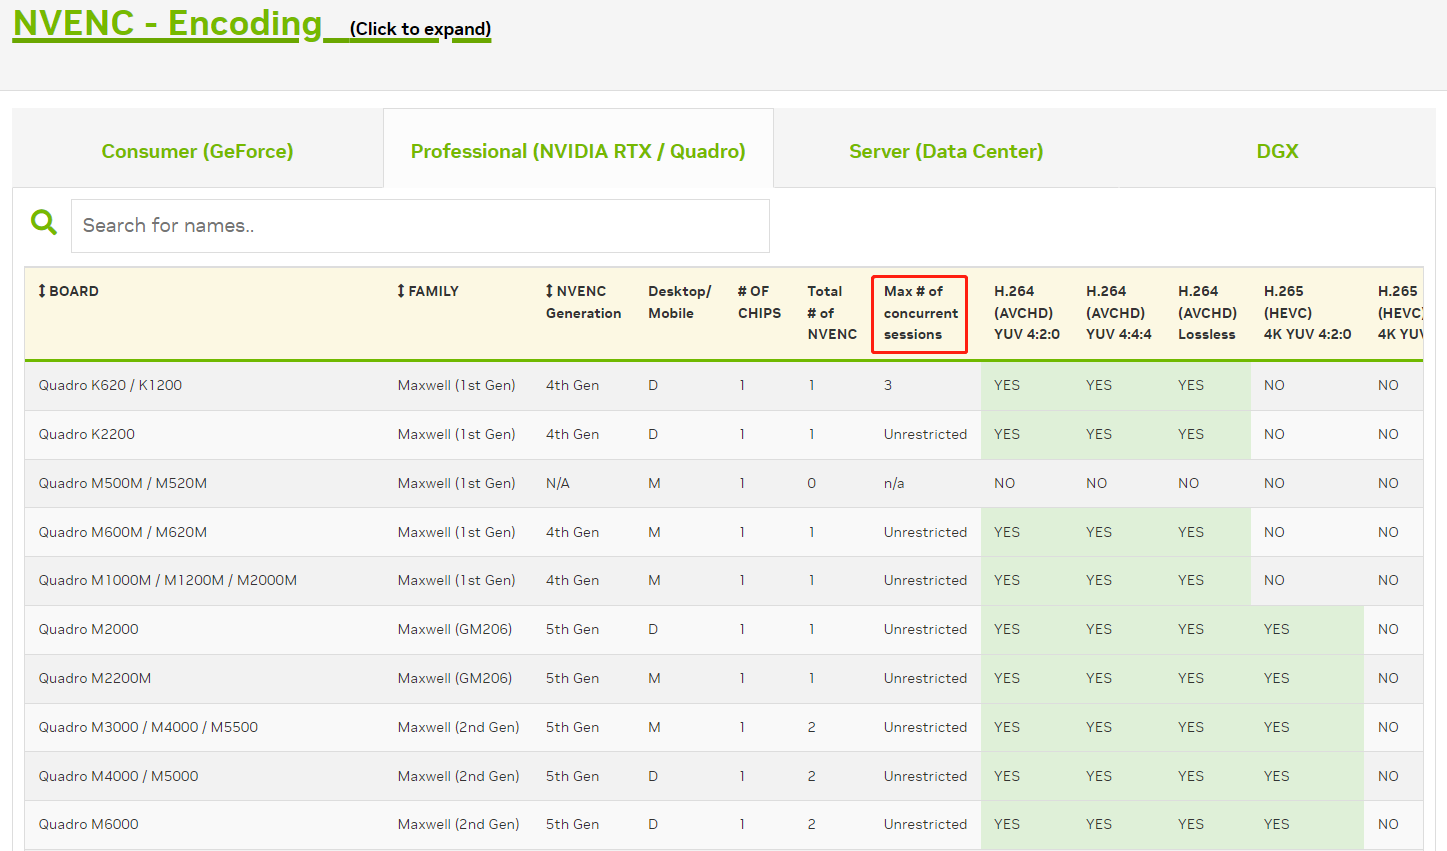 NVENC - Encoding (Click to expand)
Consumer (GeForce) Professional (NVIDIA RTX / Quadro) Server (Data Center) DGX
Search for names..
BOARD FAMILY NVENC Generation Desktop/ Mobile # OF CHIPS Total # of NVENC Max # of concurrent sessions H.264 (AVCHD) YUV 4:2:0 H.264 (AVCHD) YUV 4:4:4 H.264 (AVCHD) Lossless H.265 (HEVC) 4K YUV 4:2:0 H.265 (HEVC) 4K YUV
Quadro K620 / K1200 Maxwell (1st Gen) 4th Gen D 1 1 3 YES YES YES NO NO
Quadro K2200 Maxwell (1st Gen) 4th Gen D 1 1 Unrestricted YES YES YES NO NO
Quadro M500M / M520M Maxwell (1st Gen) N/A M 1 0 n/a NO NO NO NO NO
Quadro M600M / M620M Maxwell (1st Gen) 4th Gen M 1 1 Unrestricted YES YES YES NO NO
Quadro M1000M / M1200M / M2000M Maxwell (1st Gen) 4th Gen M 1 1 Unrestricted YES YES YES NO NO
Quadro M2000 Maxwell (GM206) 5th Gen D 1 1 Unrestricted YES YES YES YES NO
Quadro M2200M Maxwell (GM206) 5th Gen M 1 1 Unrestricted YES YES YES YES NO
Quadro M3000 / M4000 / M5500 Maxwell (2nd Gen) 5th Gen M 1 2 Unrestricted YES YES YES YES NO
Quadro M4000 / M5000 Maxwell (2nd Gen) 5th Gen D 1 2 Unrestricted YES YES YES YES NO
Quadro M6000 Maxwell (2nd Gen) 5th Gen D 1 2 Unrestricted YES YES YES YES NO